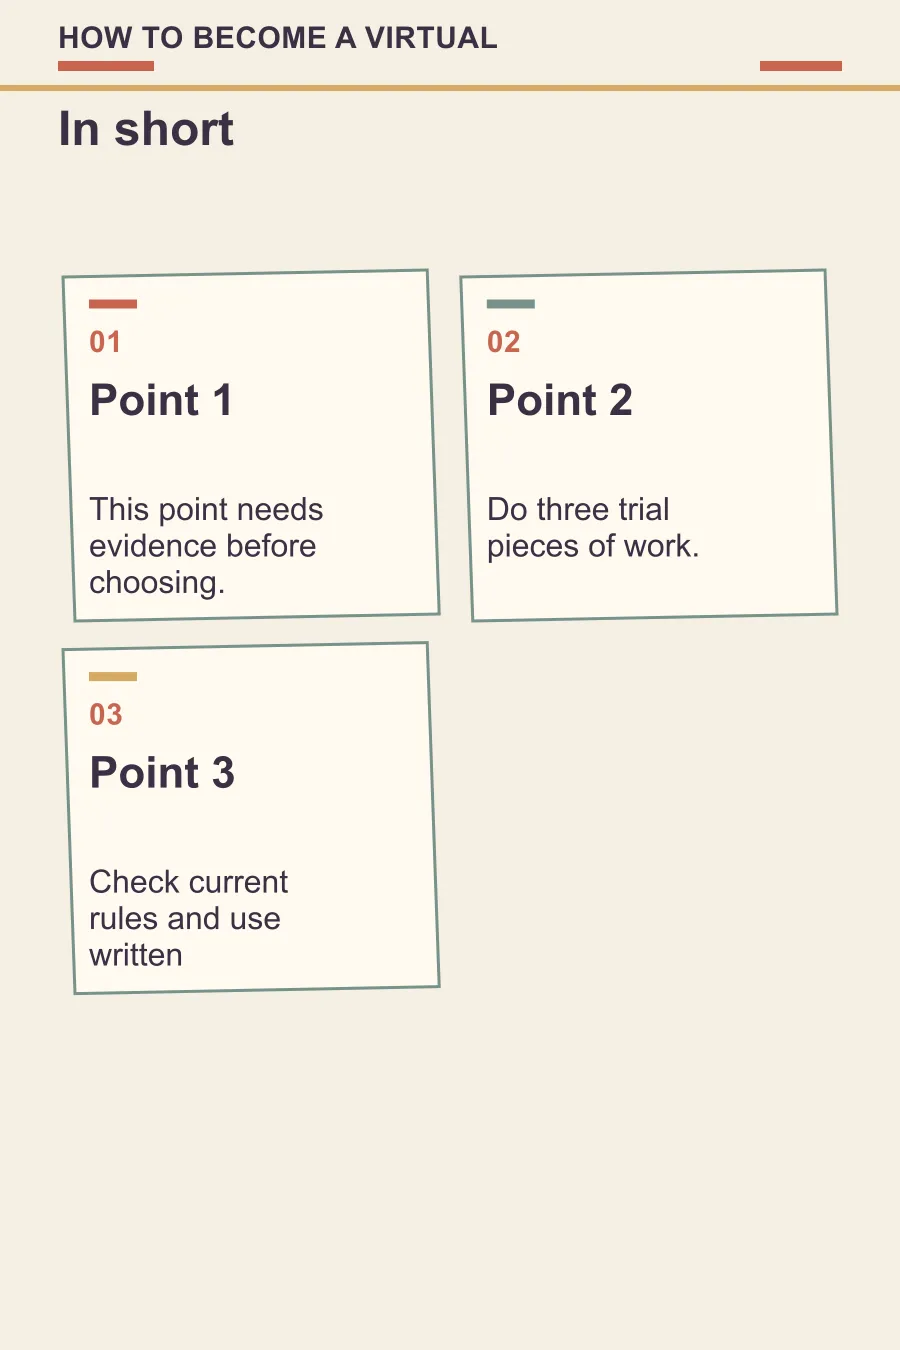 HOW TO BECOME A VIRTUAL
In short
01
Point 1
This point needs
evidence before
choosing.
02
Point 2
Do three trial
pieces of work.
03
Point 3
Check current
rules and use
written